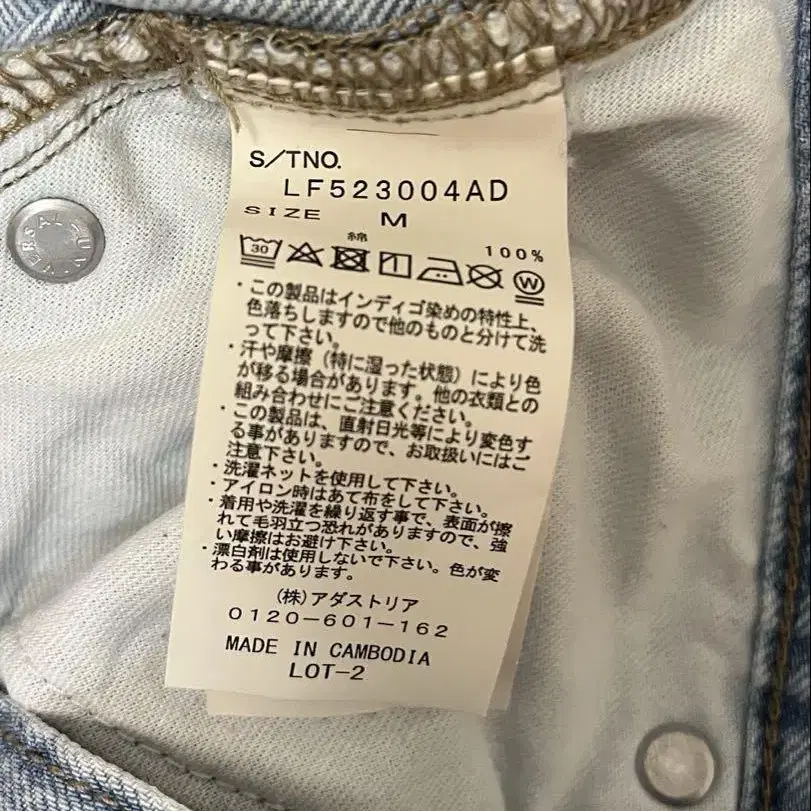 S/TNO.
LF523004AD
SIZE M
綿 100%
30
W
・この製品はインディゴ染めの特性上、
色落ちしますので他のものと分けて洗
って下さい。
・汗や摩擦（特に湿った状態）により色
が移る場合があります。他の衣類との
組み合わせにご注意ください。
・この製品は、直射日光等により変色す
る事がありますので、お取扱いにはご
注意下さい。
・洗濯ネットを使用して下さい。
・アイロン時はあて布をして下さい。
・着用や洗濯を繰り返す事で、表面が擦
れて毛羽立つ恐れがありますので、強
い摩擦はお避け下さい。
・漂白剤は使用しないで下さい。色が変
わる事があります。
(株)アダストリア
0120-601-162
MADE IN CAMBODIA
LOT-2